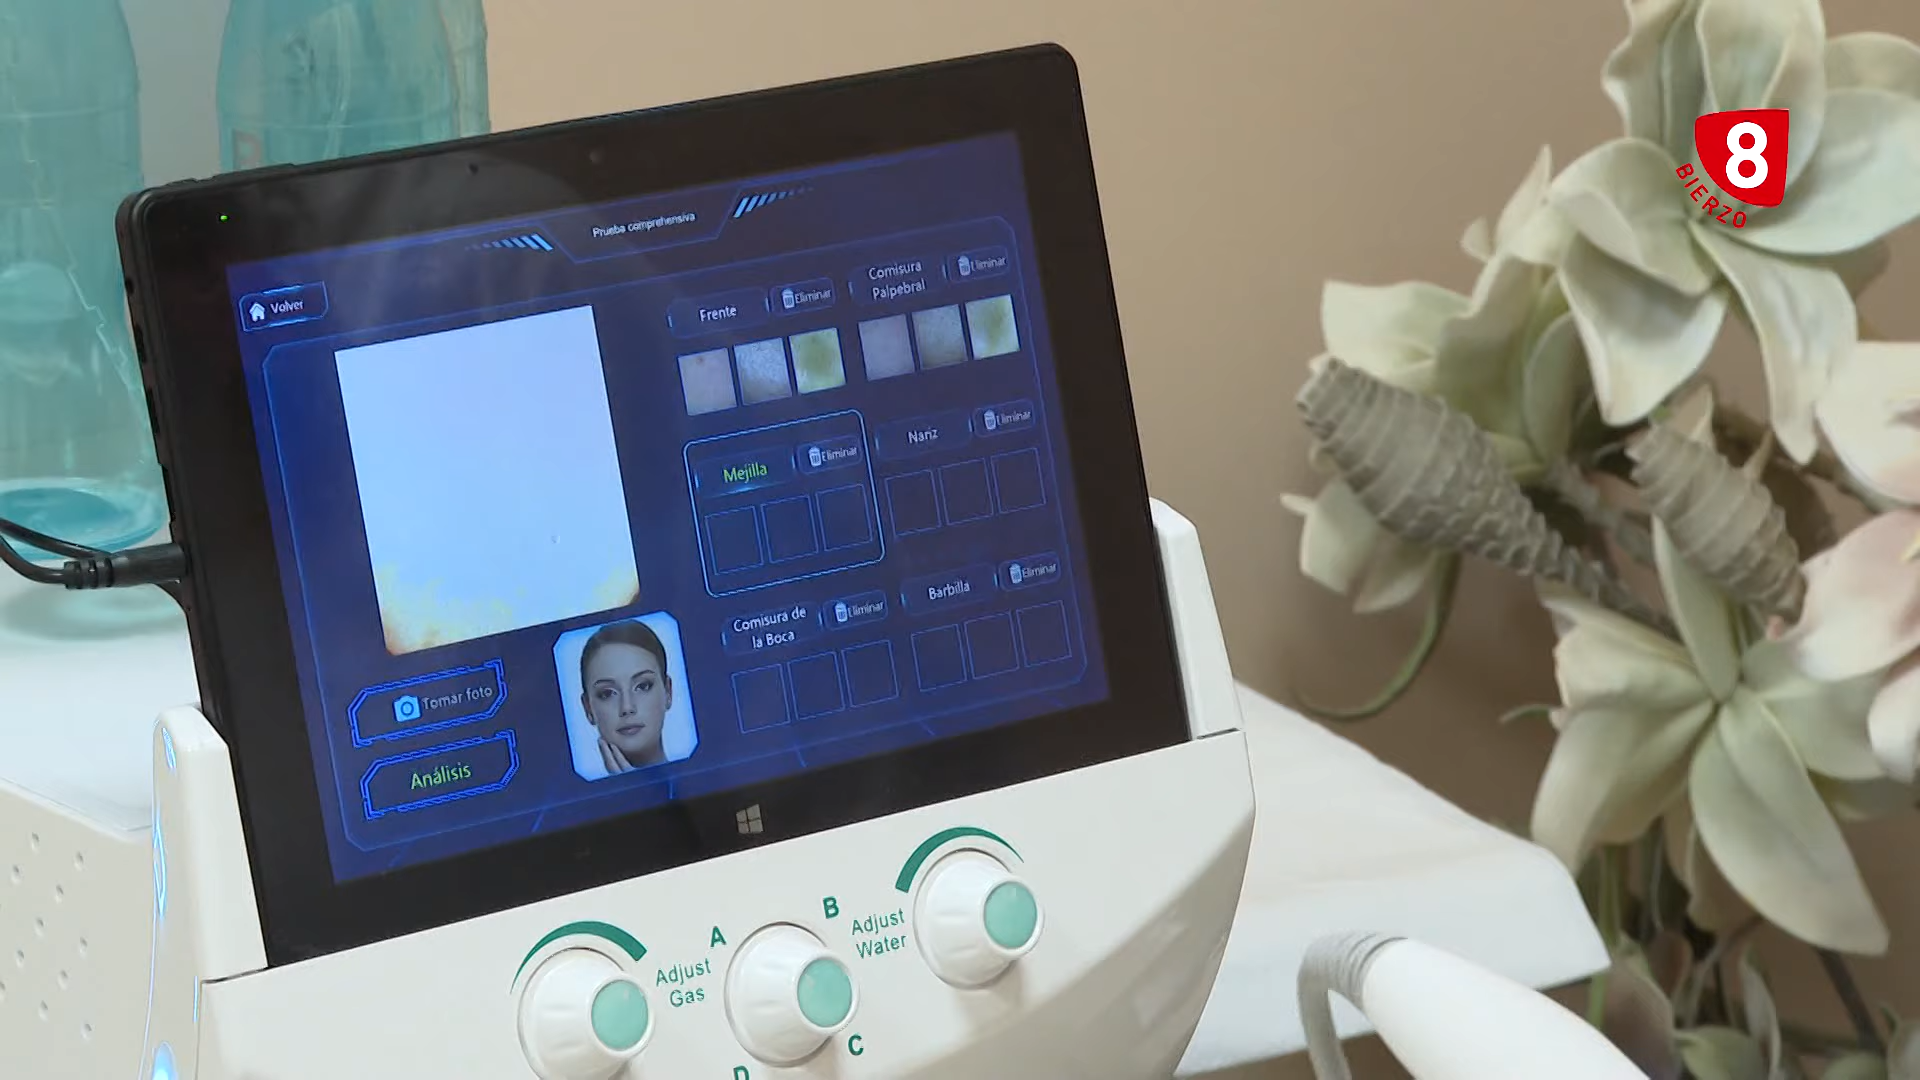 8
BIERZO
Prueba comprehensiva
Volver
Frente
Eliminar
Comisura
Palpebral
Eliminar
Mejilla
Eliminar
Nariz
Eliminar
Comisura de
la Boca
Eliminar
Barbilla
Eliminar
Tomar foto
Análisis
Adjust
Gas
A
B
C
D
Adjust
Water